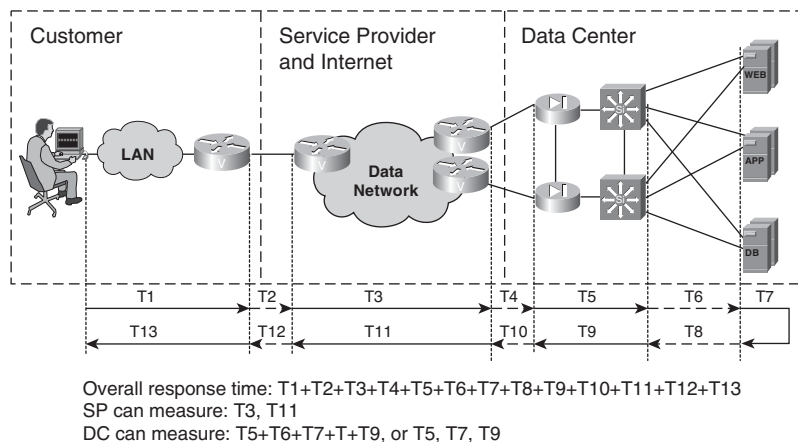 Customer
Service Provider
and Internet
Data Center
LAN
V
V
Data
Network
V
V
Si
Si
WEB
APP
DB
T1
T2
T3
T4
T5
T6
T7
T13
T12
T11
T10
T9
T8
Overall response time: T1+T2+T3+T4+T5+T6+T7+T8+T9+T10+T11+T12+T13
SP can measure: T3, T11
DC can measure: T5+T6+T7+T+T9, or T5, T7, T9